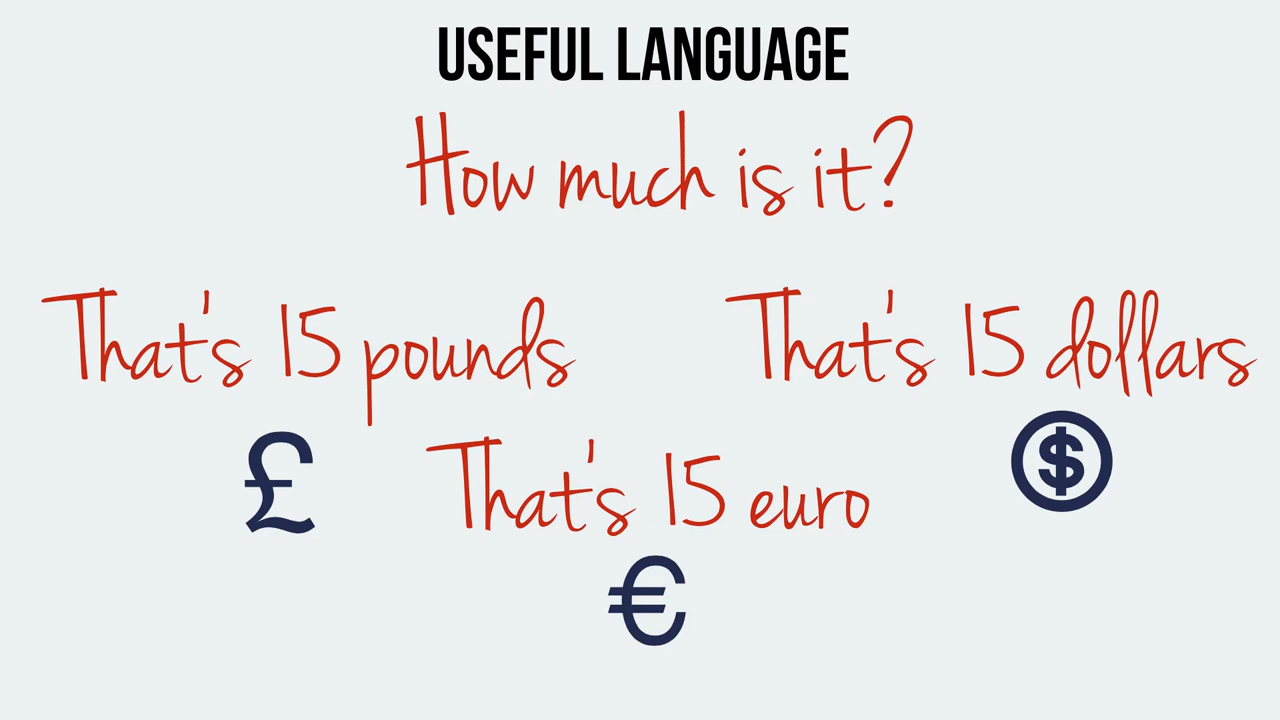 USEFUL LANGUAGE
How much is it?
That's 15 pounds
That's 15 dollars
£
$
That's 15 euro
€